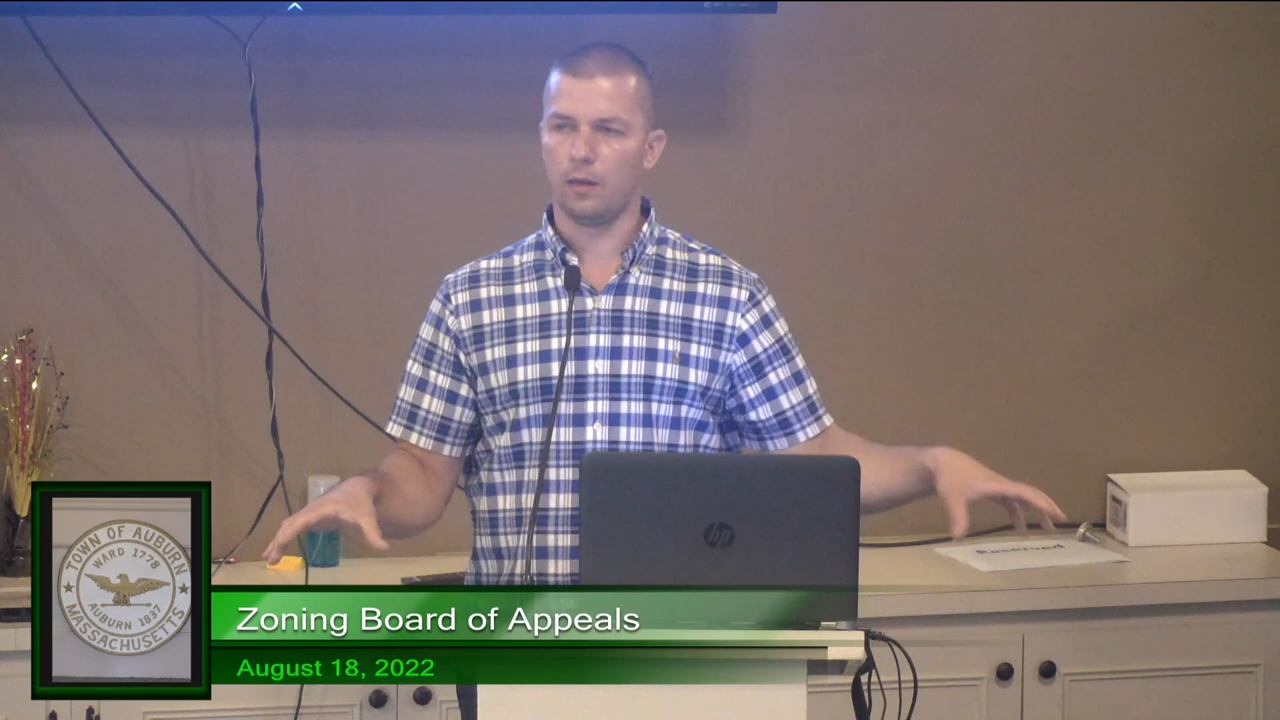 hp
Reserved
TOWN OF AUBURN
WARD 1778
AUBURN 1837
MASSACHUSETTS
Zoning Board of Appeals
August 18, 2022